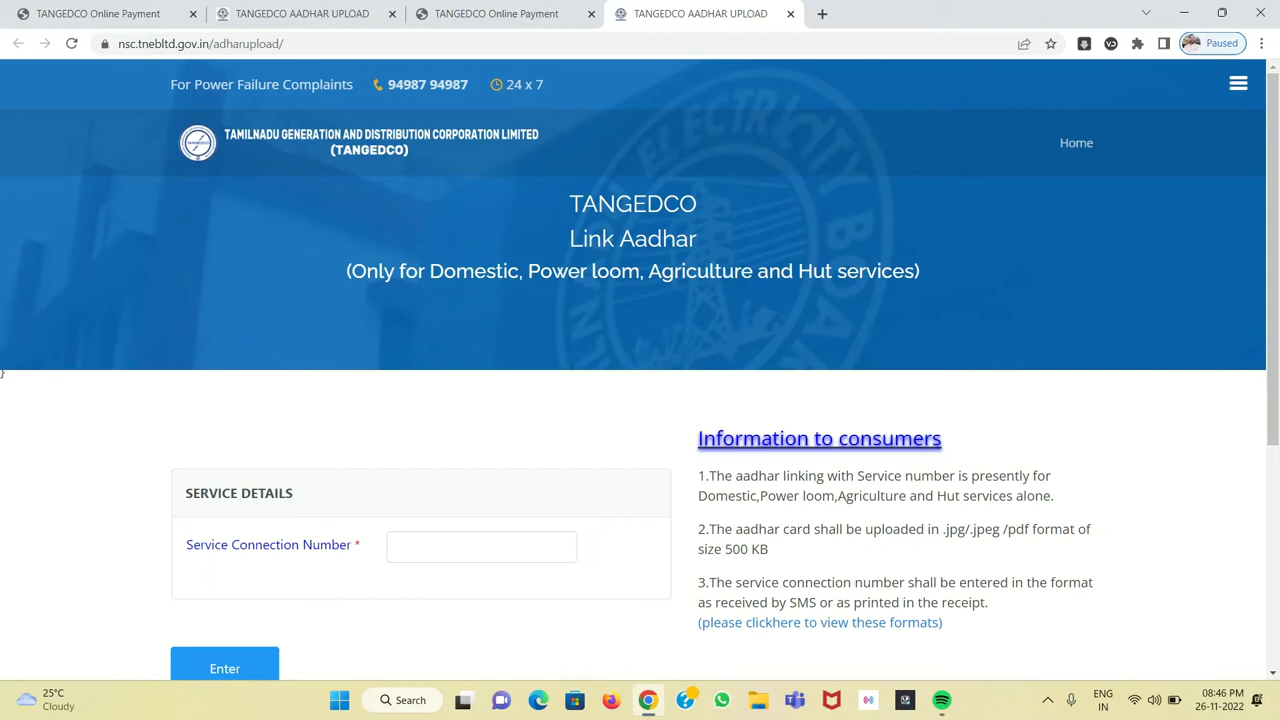 TANGEDCO Online Payment
TANGEDCO AADHAR UPLOAD
TANGEDCO Online Payment
TANGEDCO AADHAR UPLOAD
nsc.tnebltd.gov.in/adharupload/
Paused
For Power Failure Complaints 94987 94987 24 x 7
TAMILNADU GENERATION AND DISTRIBUTION CORPORATION LIMITED
(TANGEDCO)
Home
TANGEDCO
Link Aadhar
(Only for Domestic, Power loom, Agriculture and Hut services)
}
SERVICE DETAILS
Service Connection Number *
Enter
Information to consumers
1.The aadhar linking with Service number is presently for
Domestic,Power loom,Agriculture and Hut services alone.
2.The aadhar card shall be uploaded in .jpg/.jpeg /pdf format of
size 500 KB
3.The service connection number shall be entered in the format
as received by SMS or as printed in the receipt.
(please clickhere to view these formats)
25°C
Cloudy
Search
ENG
IN
08:46 PM
26-11-2022